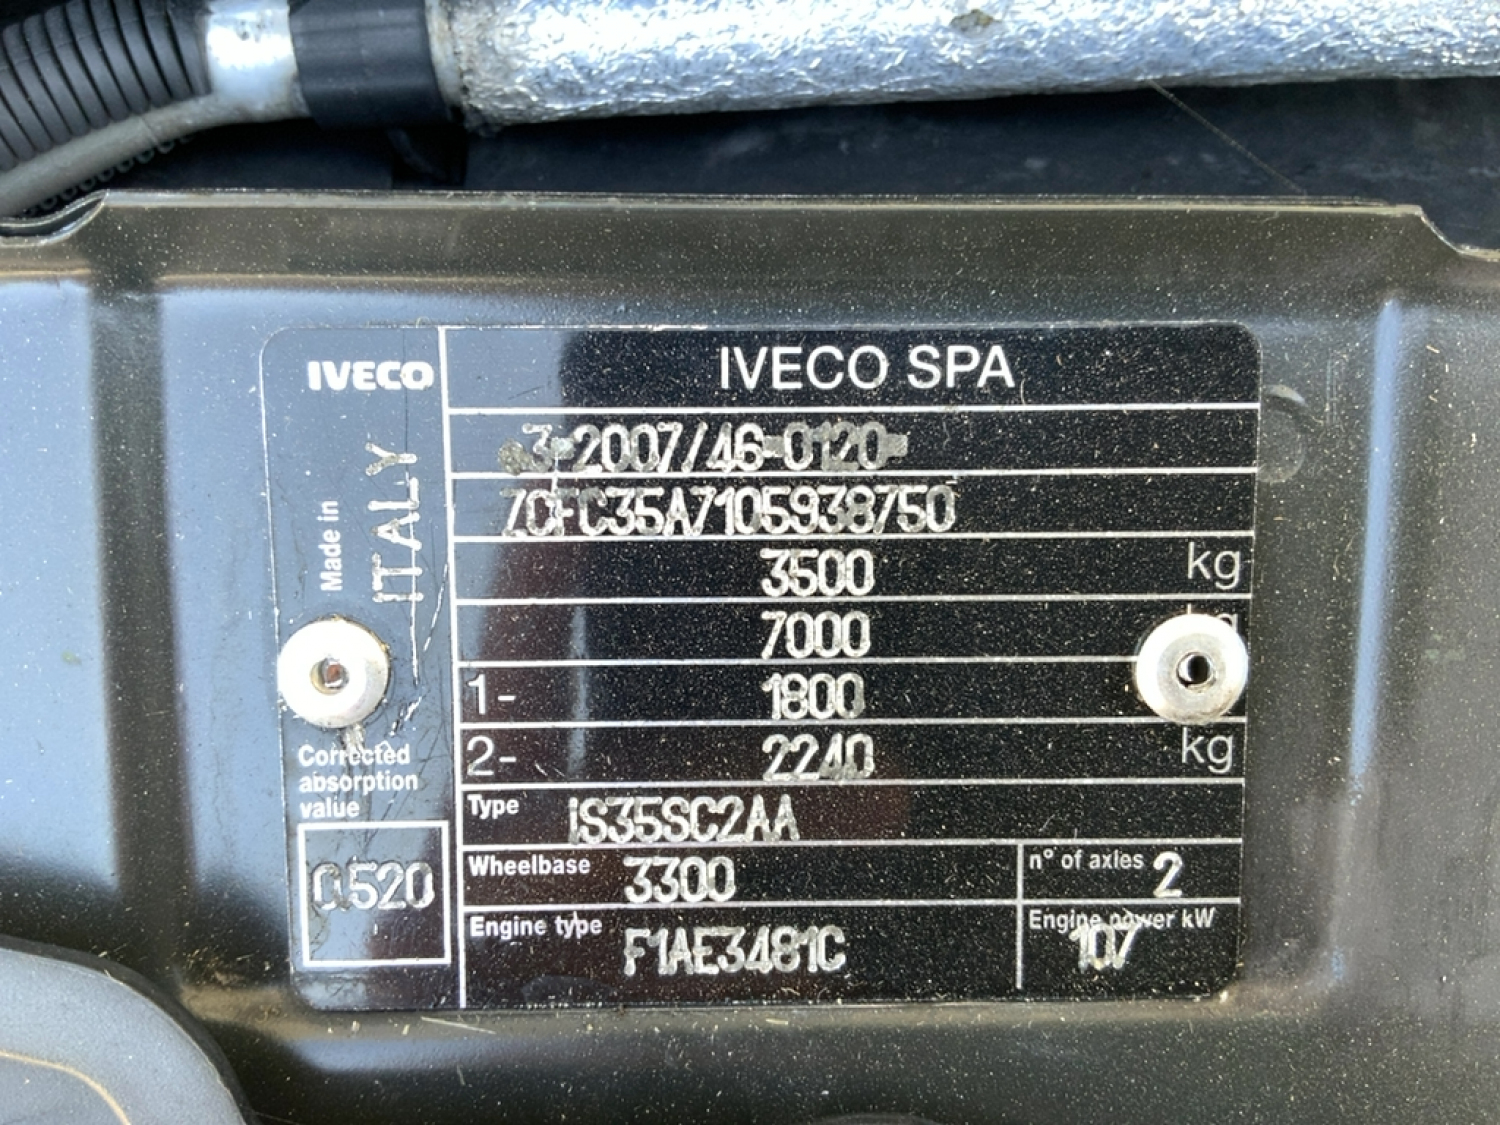 IVECO
IVECO SPA
3-2007/46-0120-
ZCFC35A7105938750
3500 kg
7000
1- 1800
2- 2240 kg
Made in
ITALY
Corrected
absorption
value
0.520
Type iS35SC2AA
Wheelbase 3300 n° of axles 2
Engine type F1AE3481C Engine power kW 107